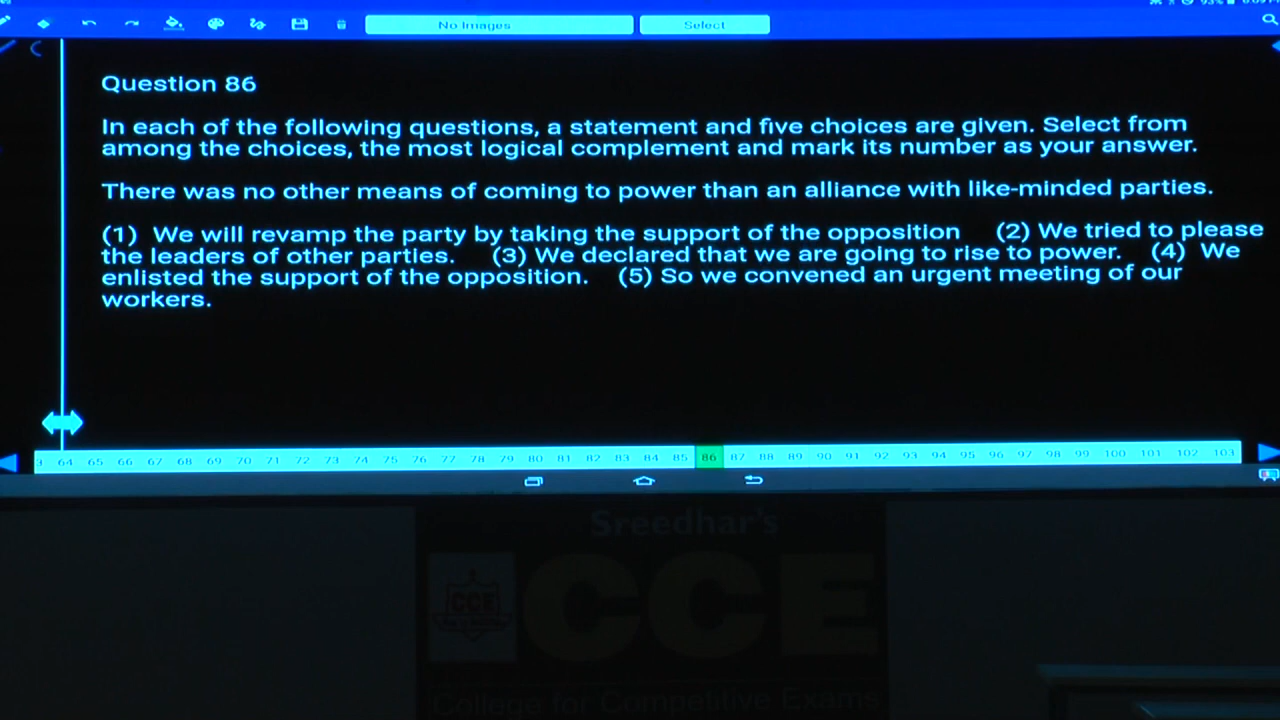 No Images
Select
Question 86
In each of the following questions, a statement and five choices are given. Select from
among the choices, the most logical complement and mark its number as your answer.
There was no other means of coming to power than an alliance with like-minded parties.
(1) We will revamp the party by taking the support of the opposition (2) We tried to please
the leaders of other parties. (3) We declared that we are going to rise to power. (4) We
enlisted the support of the opposition. (5) So we convened an urgent meeting of our
workers.
64 65 66 67 68 69 70 71 72 73 74 75 76 77 78 79 80 81 82 83 84 85 86 87 88 89 90 91 92 93 94 95 96 97 98 99 100 101 102 103
Sreedhar's
CCE
CCE
College for Competitive Exams